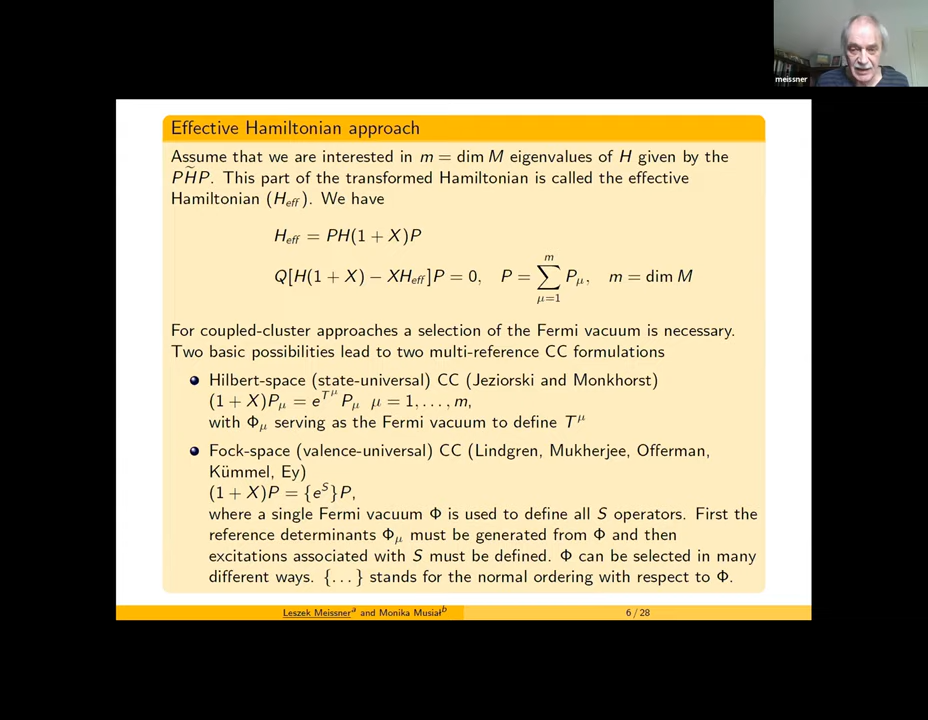 meissner
Effective Hamiltonian approach
Assume that we are interested in m = dim M eigenvalues of H given by the
PH̃P. This part of the transformed Hamiltonian is called the effective
Hamiltonian (H_eff). We have
H_eff = PH(1 + X)P
Q[H(1 + X) − XH_eff]P = 0, P = ∑_{μ=1}^{m} P_μ, m = dim M
For coupled-cluster approaches a selection of the Fermi vacuum is necessary.
Two basic possibilities lead to two multi-reference CC formulations
● Hilbert-space (state-universal) CC (Jeziorski and Monkhorst)
(1 + X)P_μ = e^{T^μ} P_μ μ = 1, . . . , m,
with Φ_μ serving as the Fermi vacuum to define T^μ
● Fock-space (valence-universal) CC (Lindgren, Mukherjee, Offerman,
Kümmel, Ey)
(1 + X)P = {e^S}P,
where a single Fermi vacuum Φ is used to define all S operators. First the
reference determinants Φ_μ must be generated from Φ and then
excitations associated with S must be defined. Φ can be selected in many
different ways. {. . .} stands for the normal ordering with respect to Φ.
Leszek Meissner^a and Monika Musiał^b
6 / 28